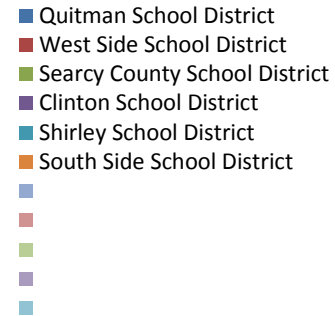 Quitman School District
West Side School District
Searcy County School District
Clinton School District
Shirley School District
South Side School District